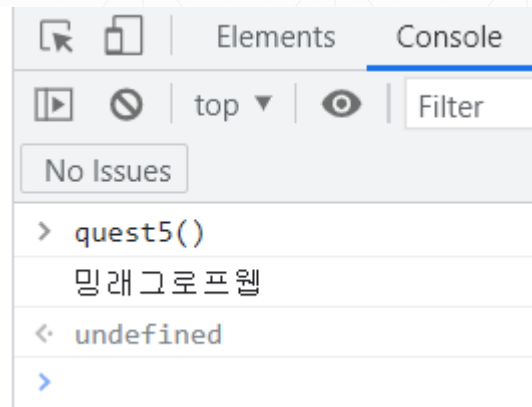 Elements Console
top Filter
No Issues
> quest5()
밍래그로프웹
undefined
>